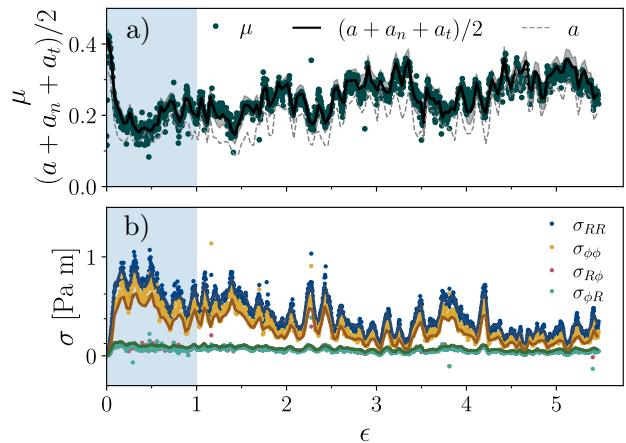 a)
μ
(a + a_n + a_t)/2
a
0.4
0.2
0.0
μ
(a + a_n + a_t)/2
b)
σ_RR
σ_ϕϕ
σ_Rϕ
σ_ϕR
1
0
σ [Pa m]
0 1 2 3 4 5
ϵ